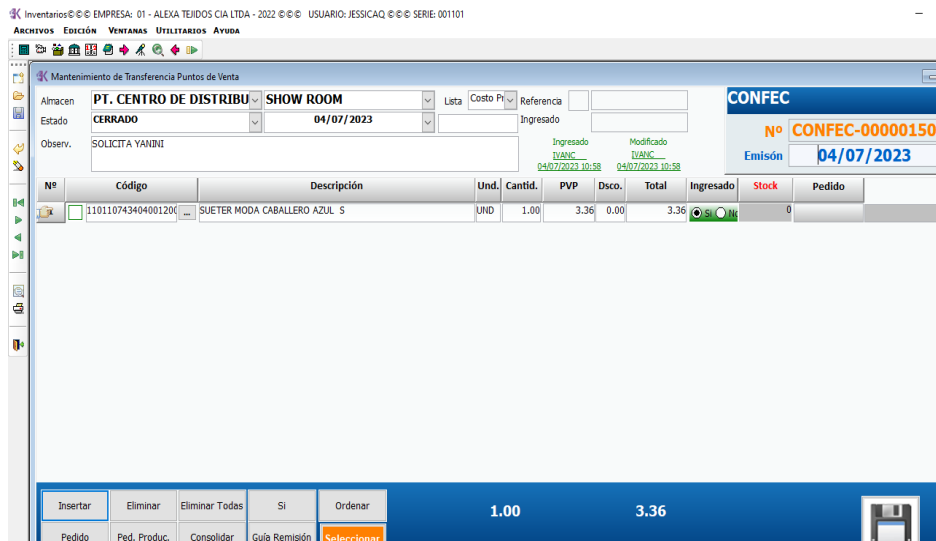 Inventarios©©© EMPRESA: 01 - ALEXA TEJIDOS CIA LTDA - 2022 ©©© USUARIO: JESSICAQ ©©© SERIE: 001101
ARCHIVOS EDICIÓN VENTANAS UTILITARIOS AYUDA
Mantenimiento de Transferencia Puntos de Venta
Almacen PT. CENTRO DE DISTRIBU SHOW ROOM Lista Costo Pr Referencia
CONFEC
Estado CERRADO 04/07/2023 Ingresado
Nº CONFEC-00000150
Observ. SOLICITA YANINI
Ingresado Modificado
IVANC IVANC
04/07/2023 10:58 04/07/2023 10:58
Emisón 04/07/2023
Nº Código Descripción Und. Cantid. PVP Dsco. Total Ingresado Stock Pedido
110110743404001200 ... SUETER MODA CABALLERO AZUL S UND 1.00 3.36 0.00 3.36 Si No 0
Insertar Eliminar Eliminar Todas Si Ordenar
1.00 3.36
Pedido Ped. Produc. Consolidar Guía Remisión Seleccionar